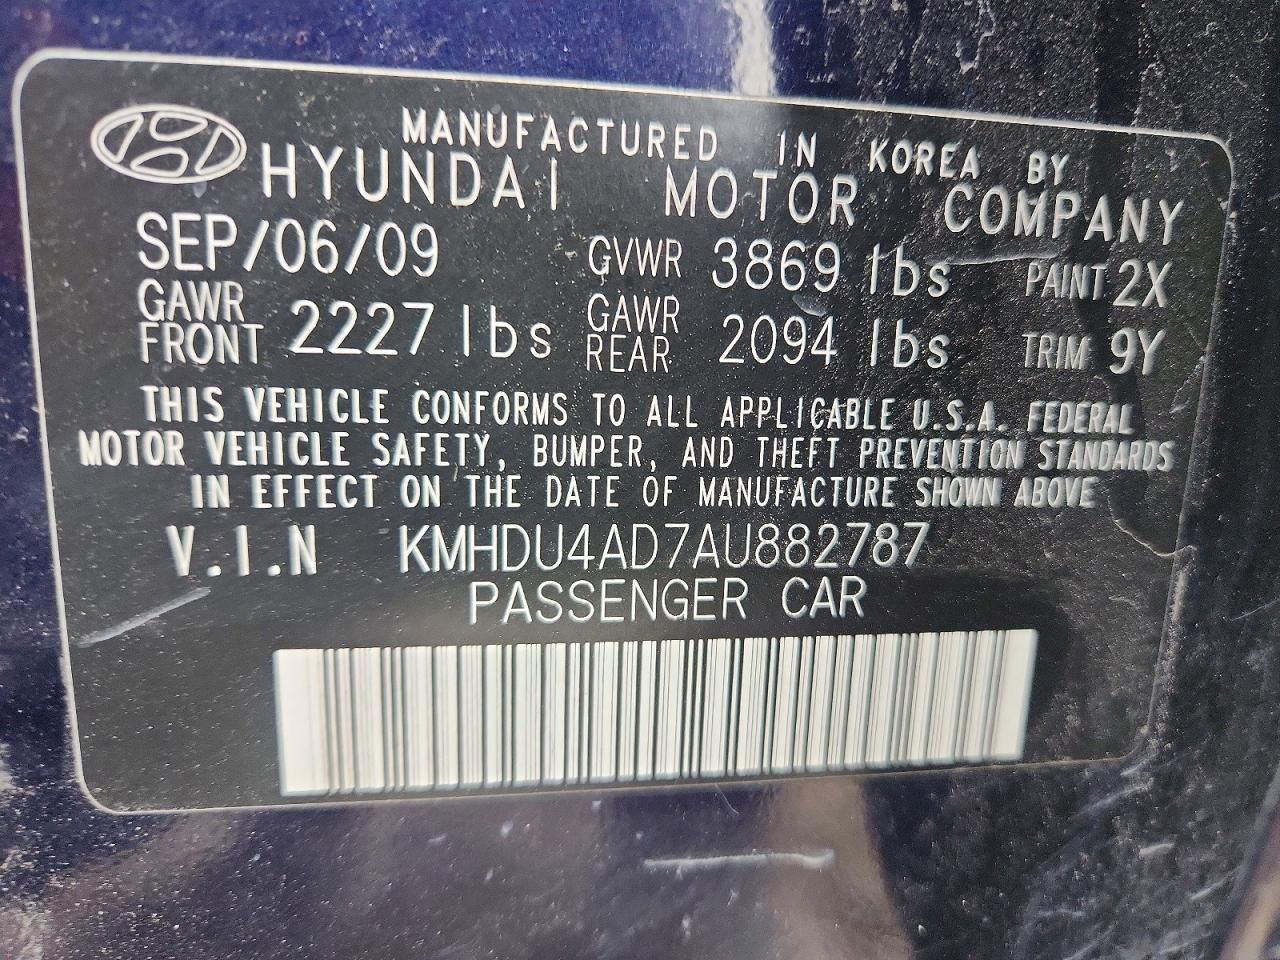 MANUFACTURED IN KOREA BY
HYUNDAI MOTOR COMPANY
SEP/06/09 GVWR 3869 lbs PAINT 2X
GAWR FRONT 2227 lbs GAWR REAR 2094 lbs TRIM 9Y
THIS VEHICLE CONFORMS TO ALL APPLICABLE U.S.A. FEDERAL
MOTOR VEHICLE SAFETY, BUMPER, AND THEFT PREVENTION STANDARDS
IN EFFECT ON THE DATE OF MANUFACTURE SHOWN ABOVE
V.I.N KMHDU4AD7AU882787
PASSENGER CAR